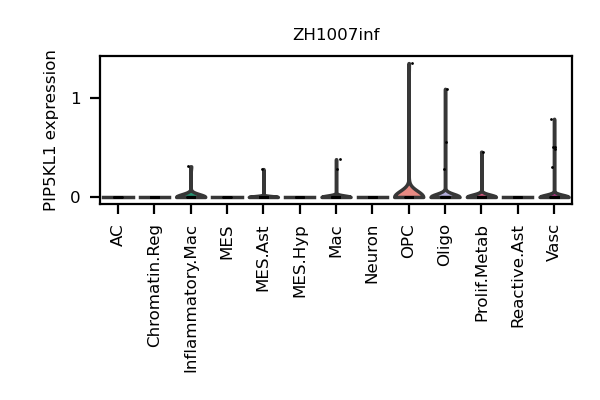 ZH1007inf
PIP5KL1 expression
1
0
AC
Chromatin.Reg
Inflammatory.Mac
MES
MES.Ast
MES.Hyp
Mac
Neuron
OPC
Oligo
Prolif.Metab
Reactive.Ast
Vasc